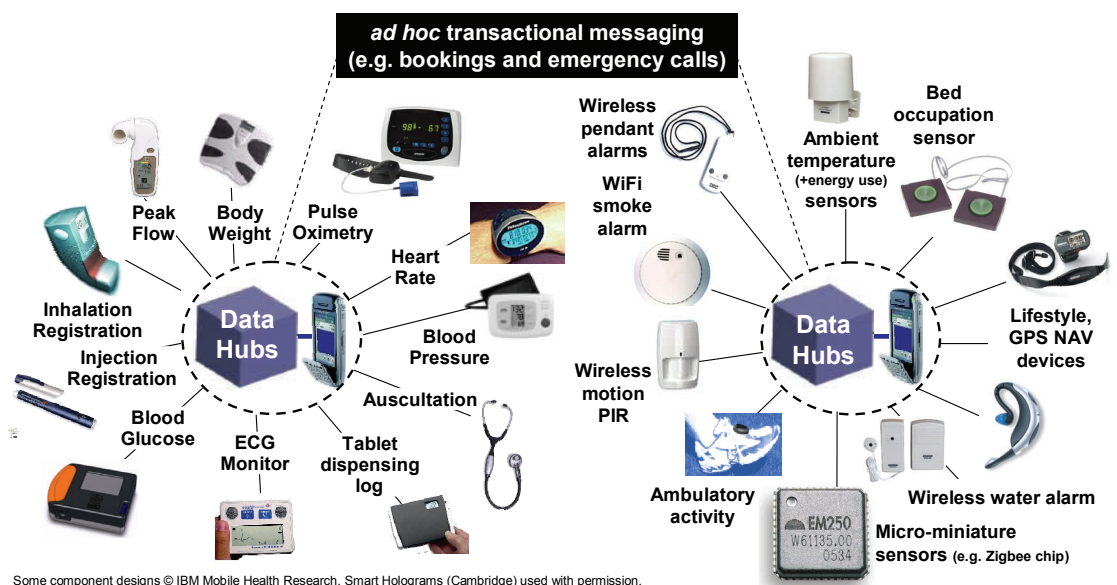 ad hoc transactional messaging
(e.g. bookings and emergency calls)
Peak
Flow
Body
Weight
Pulse
Oximetry
98
67
Heart
Rate
Inhalation
Registration
Injection
Registration
Data
Hubs
Blood
Pressure
Blood
Glucose
ECG
Monitor
Tablet
dispensing
log
Auscultation
Wireless
pendant
alarms
WiFi
smoke
alarm
Ambient
temperature
(+energy use)
sensors
Bed
occupation
sensor
Data
Hubs
Lifestyle,
GPS NAV
devices
Wireless
motion
PIR
Ambulatory
activity
EM250
W61135.00
0534
Wireless water alarm
Micro-miniature
sensors (e.g. Zigbee chip)
Some component designs © IBM Mobile Health Research, Smart Holograms (Cambridge) used with permission.